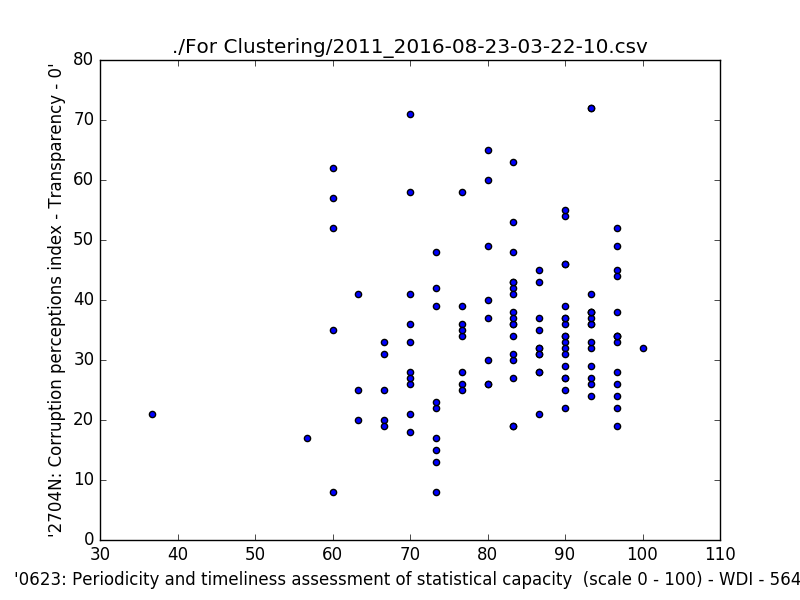 ./For Clustering/2011_2016-08-23-03-22-10.csv
'2704N: Corruption perceptions index - Transparency - 0'
80
70
60
50
40
30
20
10
0
30 40 50 60 70 80 90 100 110
'0623: Periodicity and timeliness assessment of statistical capacity  (scale 0 - 100) - WDI - 564